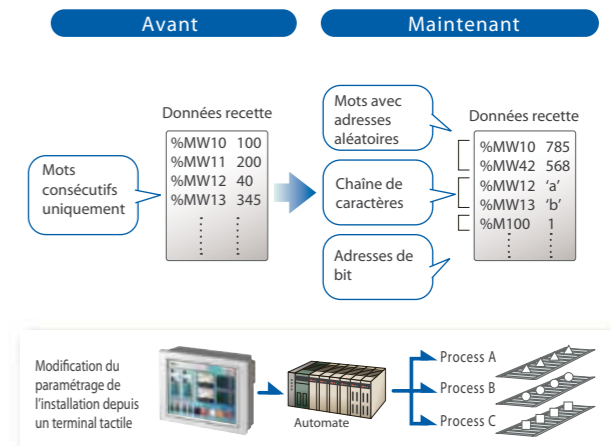 Avant
Maintenant
Données recette
%MW10 100
%MW11 200
%MW12 40
%MW13 345
Mots
consécutifs
uniquement
Mots avec
adresses
aléatoires
Chaîne de
caractères
Adresses de
bit
Données recette
%MW10 785
%MW42 568
%MW12 ‘a’
%MW13 ‘b’
%M100 1
Modification du
paramétrage de
l’installation depuis
un terminal tactile
Automate
Process A
Process B
Process C